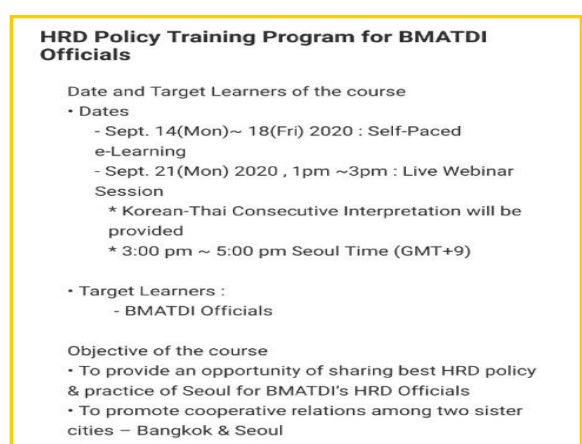 HRD Policy Training Program for BMATDI
Officials
Date and Target Learners of the course
• Dates
- Sept. 14(Mon)~ 18(Fri) 2020 : Self-Paced
e-Learning
- Sept. 21(Mon) 2020 , 1pm ~3pm : Live Webinar
Session
* Korean-Thai Consecutive Interpretation will be
provided
* 3:00 pm ~ 5:00 pm Seoul Time (GMT+9)
• Target Learners :
- BMATDI Officials
Objective of the course
• To provide an opportunity of sharing best HRD policy
& practice of Seoul for BMATDI's HRD Officials
• To promote cooperative relations among two sister
cities – Bangkok & Seoul